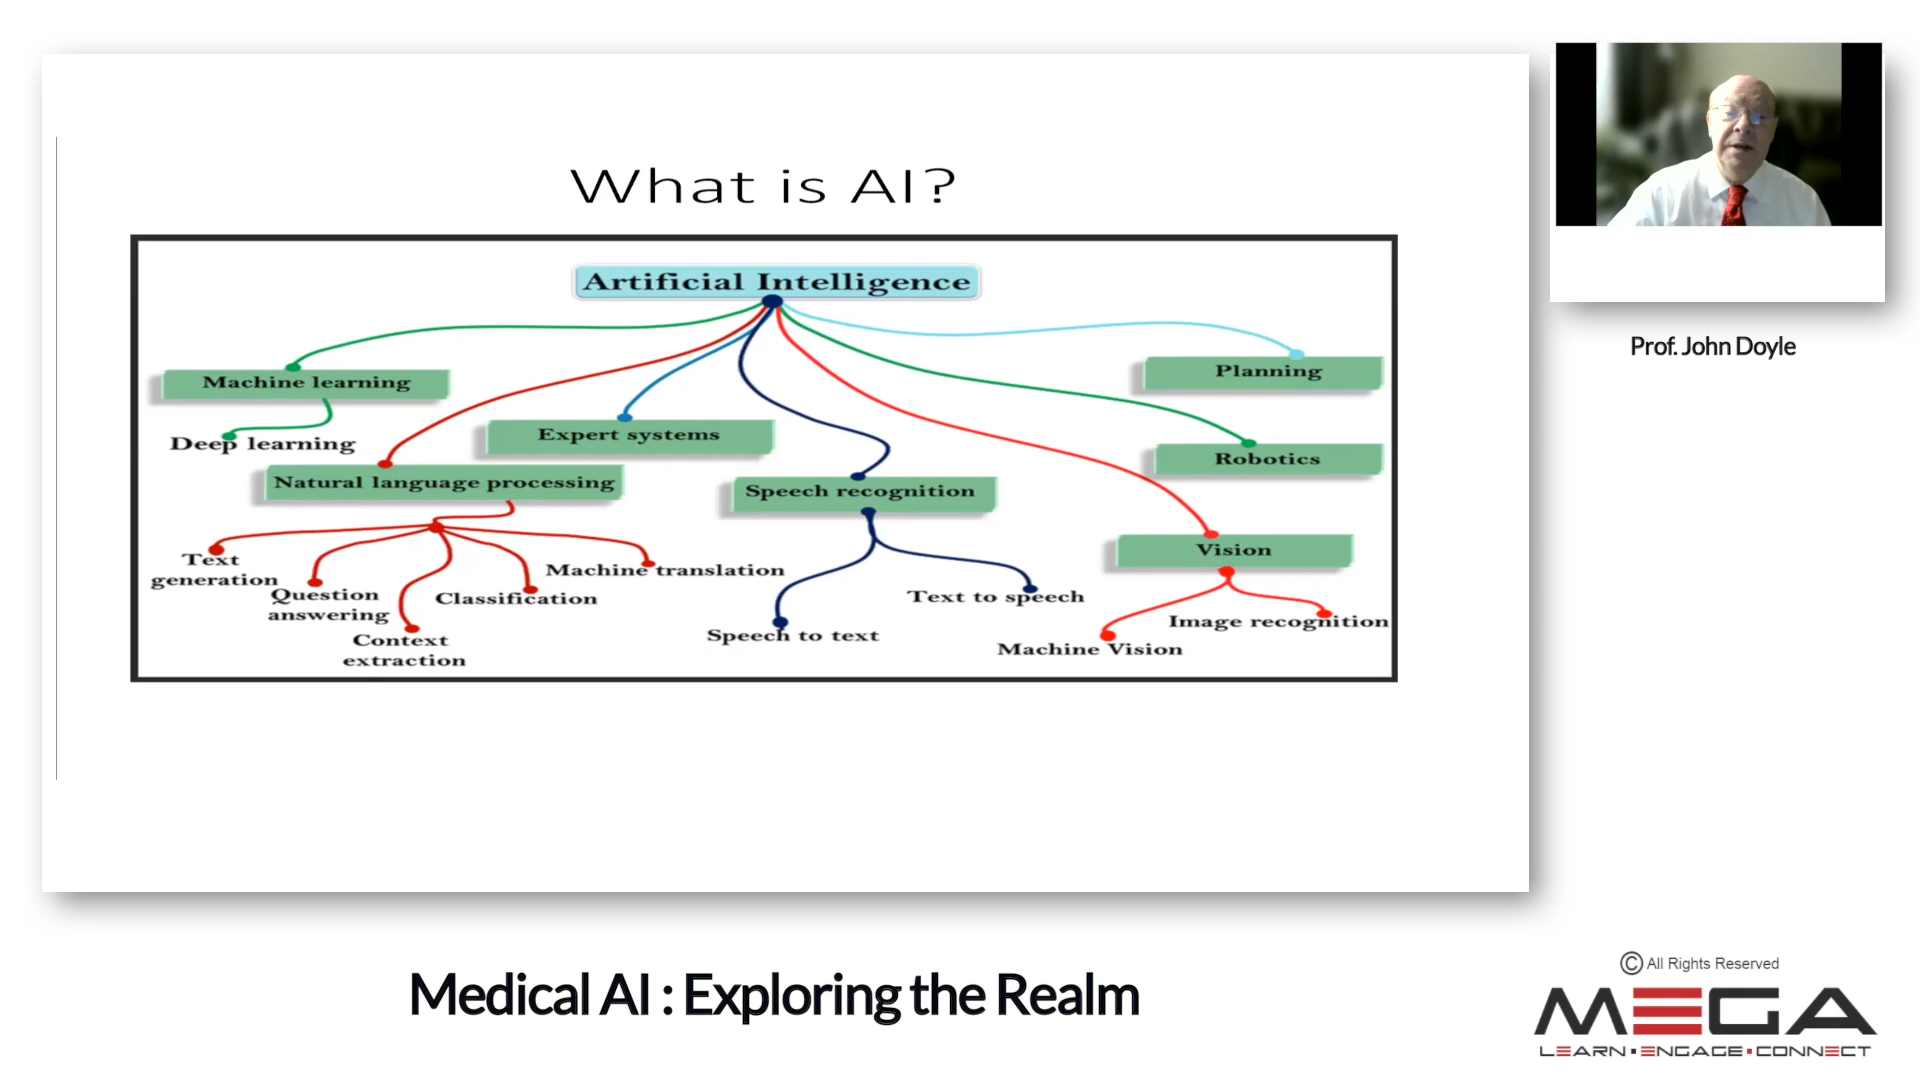 What is AI?
Artificial Intelligence
Machine learning
Deep learning
Natural language processing
Text
generation
Question
answering
Context
extraction
Classification
Machine translation
Expert systems
Speech recognition
Speech to text
Text to speech
Planning
Robotics
Vision
Machine Vision
Image recognition
Prof. John Doyle
Medical AI : Exploring the Realm
© All Rights Reserved
MEGA
LEARN ▪ ENGAGE ▪ CONNECT